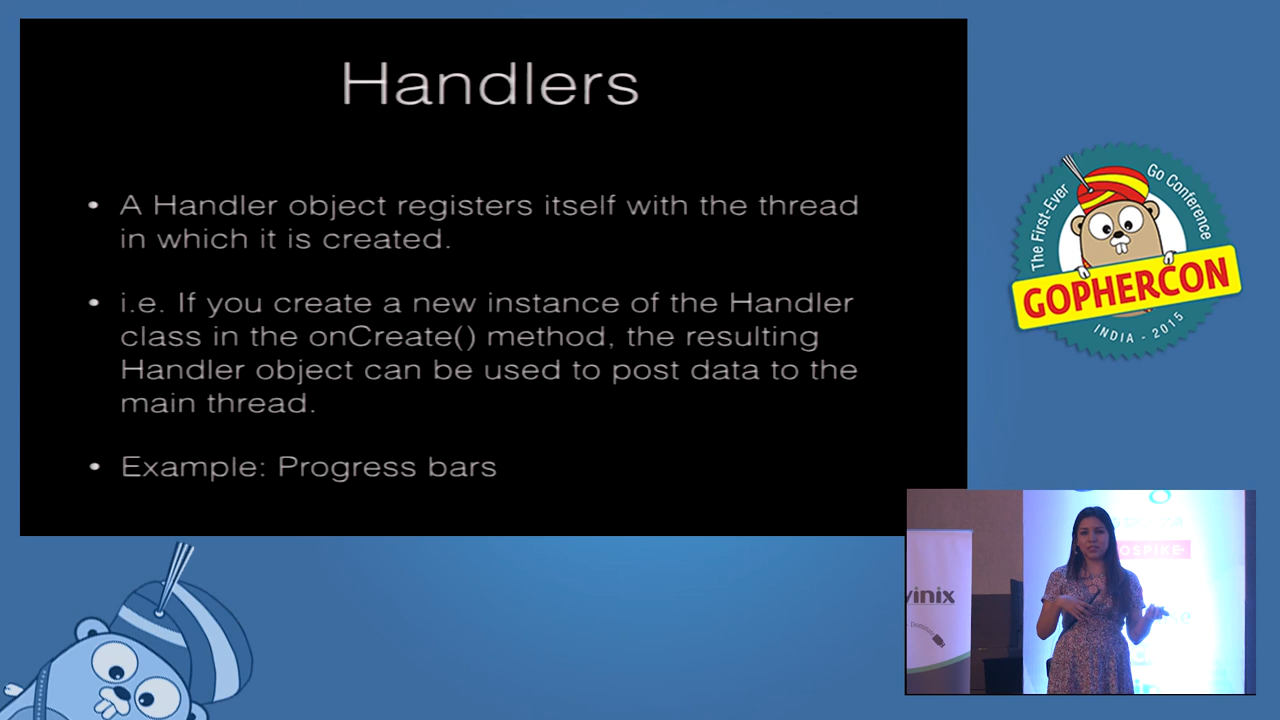 Handlers
• A Handler object registers itself with the thread
in which it is created.
• i.e. If you create a new instance of the Handler
class in the onCreate() method, the resulting
Handler object can be used to post data to the
main thread.
• Example: Progress bars
The First-Ever
Go Conference
GOPHERCON
INDIA - 2015
OSPIKE
vinix